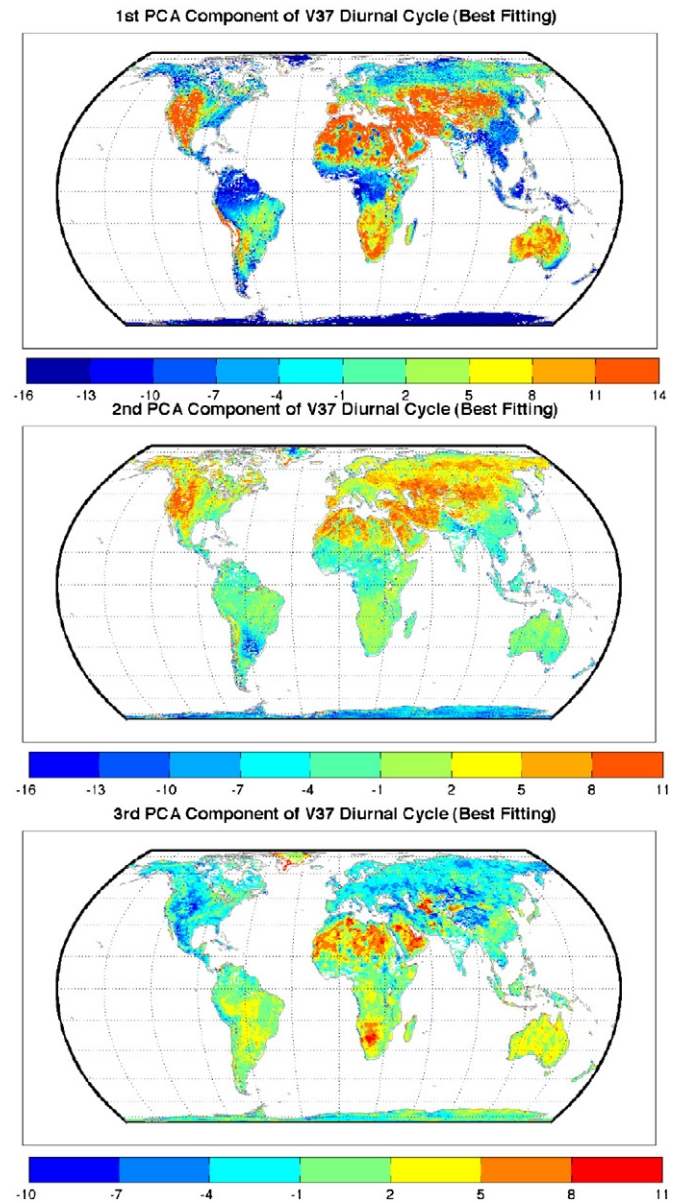 1st PCA Component of V37 Diurnal Cycle (Best Fitting)
-16 -13 -10 -7 -4 -1 2 5 8 11 14
2nd PCA Component of V37 Diurnal Cycle (Best Fitting)
-16 -13 -10 -7 -4 -1 2 5 8 11
3rd PCA Component of V37 Diurnal Cycle (Best Fitting)
-10 -7 -4 -1 2 5 8 11